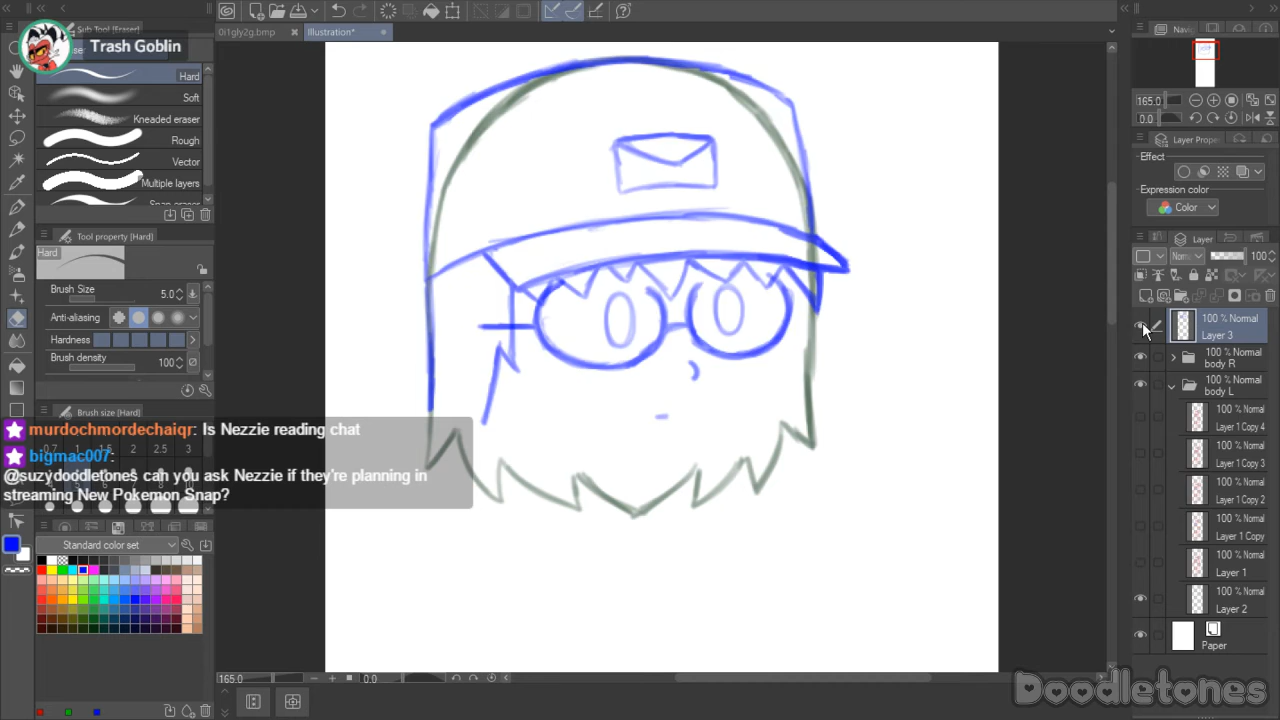 Sub Tool [Eraser]
Trash Goblin
Hard
Soft
Kneaded eraser
Rough
Vector
Multiple layers
Snap eraser
Tool property [Hard]
Hard
Brush Size 5.0
Anti-aliasing
Hardness
Brush density 100
Brush size [Hard]
murdochmordechaiqr: Is Nezzie reading chat
bigmac007:
@suzydoodletones can you ask Nezzie if they're planning in
streaming New Pokemon Snap?
0.7 1 1.5 2 2.5 3
Standard color set
0i1gly2g.bmp
Illustration*
165.0 0.0
165.0
0.0
Layer Prope
Effect
Expression color
Color
Layer
Norm 100
100 % Normal
Layer 3
100 % Normal
body R
100 % Normal
body L
100 % Normal
Layer 1 Copy 4
100 % Normal
Layer 1 Copy 3
100 % Normal
Layer 1 Copy 2
100 % Normal
Layer 1 Copy
100 % Normal
Layer 1
100 % Normal
Layer 2
Paper
Doodletones